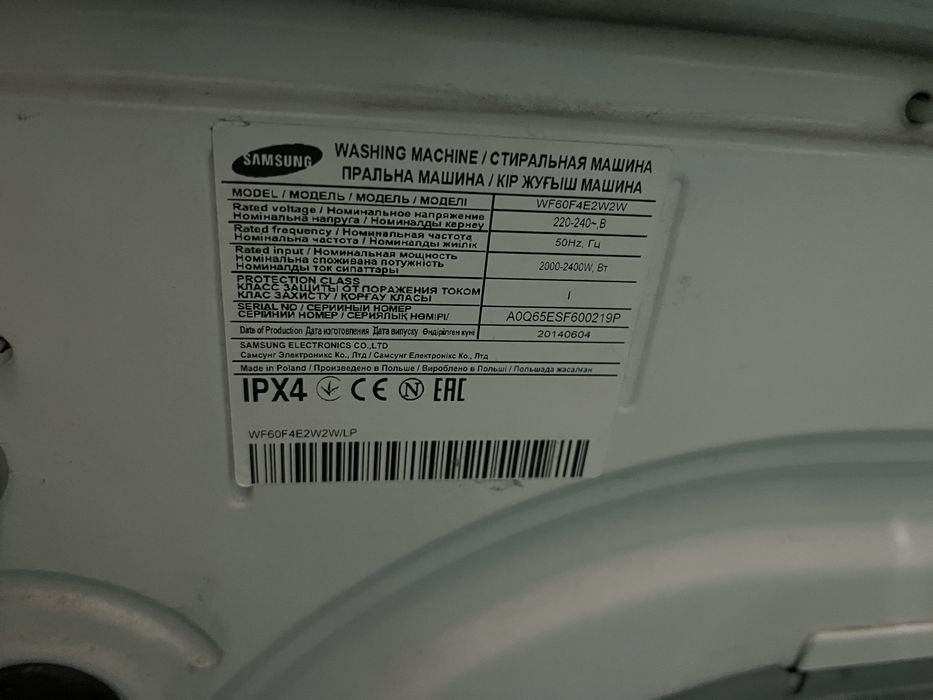 SAMSUNG
WASHING MACHINE / СТИРАЛЬНАЯ МАШИНА
ПРАЛЬНА МАШИНА / КІР ЖУҒЫШ МАШИНА
MODEL / МОДЕЛЬ / МОДЕЛЬ / МОДЕЛІ WF60F4E2W2W
Rated voltage / Номинальное напряжение
Номінальна напруга / Номиналды кернеу 220-240~,В
Rated frequency / Номинальная частота
Номінальна частота / Номиналды жиілік 50Hz, Гц
Rated input / Номинальная мощность
Номінальна споживана потужність
Номиналды ток сипаттары 2000-2400W, Вт
PROTECTION CLASS
КЛАСС ЗАЩИТЫ ОТ ПОРАЖЕНИЯ ТОКОМ
КЛАС ЗАХИСТУ / ҚОРҒАУ КЛАСЫ I
SERIAL NO / СЕРИЙНЫЙ НОМЕР
СЕРІЙНИЙ НОМЕР / СЕРИЯЛЫҚ НӨМІРІ/ A0Q65ESF600219P
Date of Production Дата изготовления Дата випуску Өндірілген күні 20140604
SAMSUNG ELECTRONICS CO.,LTD
Самсунг Электроникс Ко., Лтд / Самсунг Електронікс Ко., Лтд
Made in Poland / Произведено в Польше / Вироблено в Польщі / Польшада жасалған
IPX4 CE N EAC
WF60F4E2W2W/LP